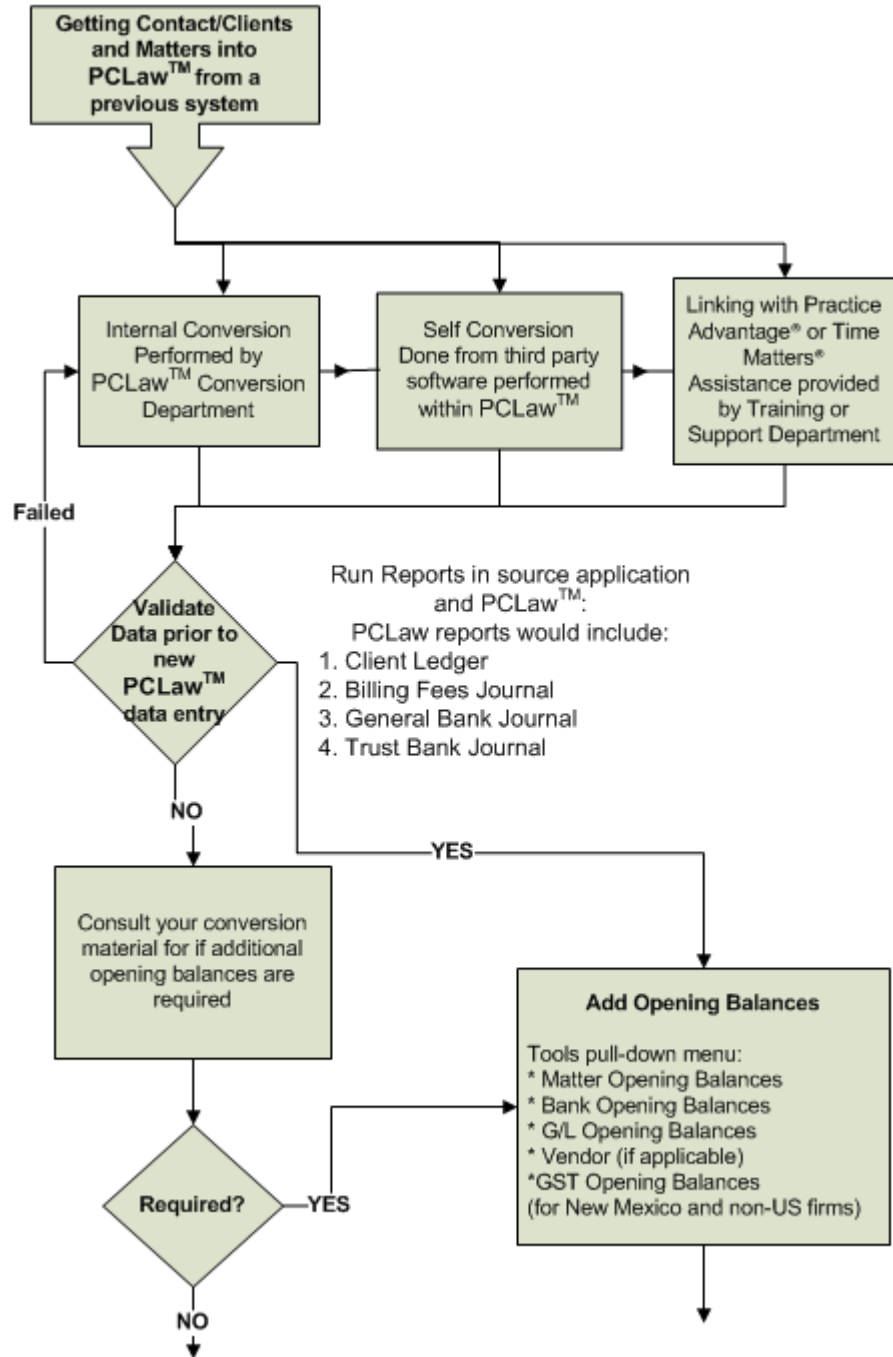 Getting Contact/Clients
and Matters into
PCLaw™ from a
previous system
Internal Conversion
Performed by
PCLaw™ Conversion
Department
Self Conversion
Done from third party
software performed
within PCLaw™
Linking with Practice
Advantage® or Time
Matters®
Assistance provided
by Training or
Support Department
Failed
Validate
Data prior to
new
PCLaw™
data entry
Run Reports in source application
and PCLaw™:
PCLaw reports would include:
1. Client Ledger
2. Billing Fees Journal
3. General Bank Journal
4. Trust Bank Journal
NO
YES
Consult your conversion
material for if additional
opening balances are
required
Add Opening Balances
Tools pull-down menu:
* Matter Opening Balances
* Bank Opening Balances
* G/L Opening Balances
* Vendor (if applicable)
*GST Opening Balances
(for New Mexico and non-US firms)
Required?
YES
NO